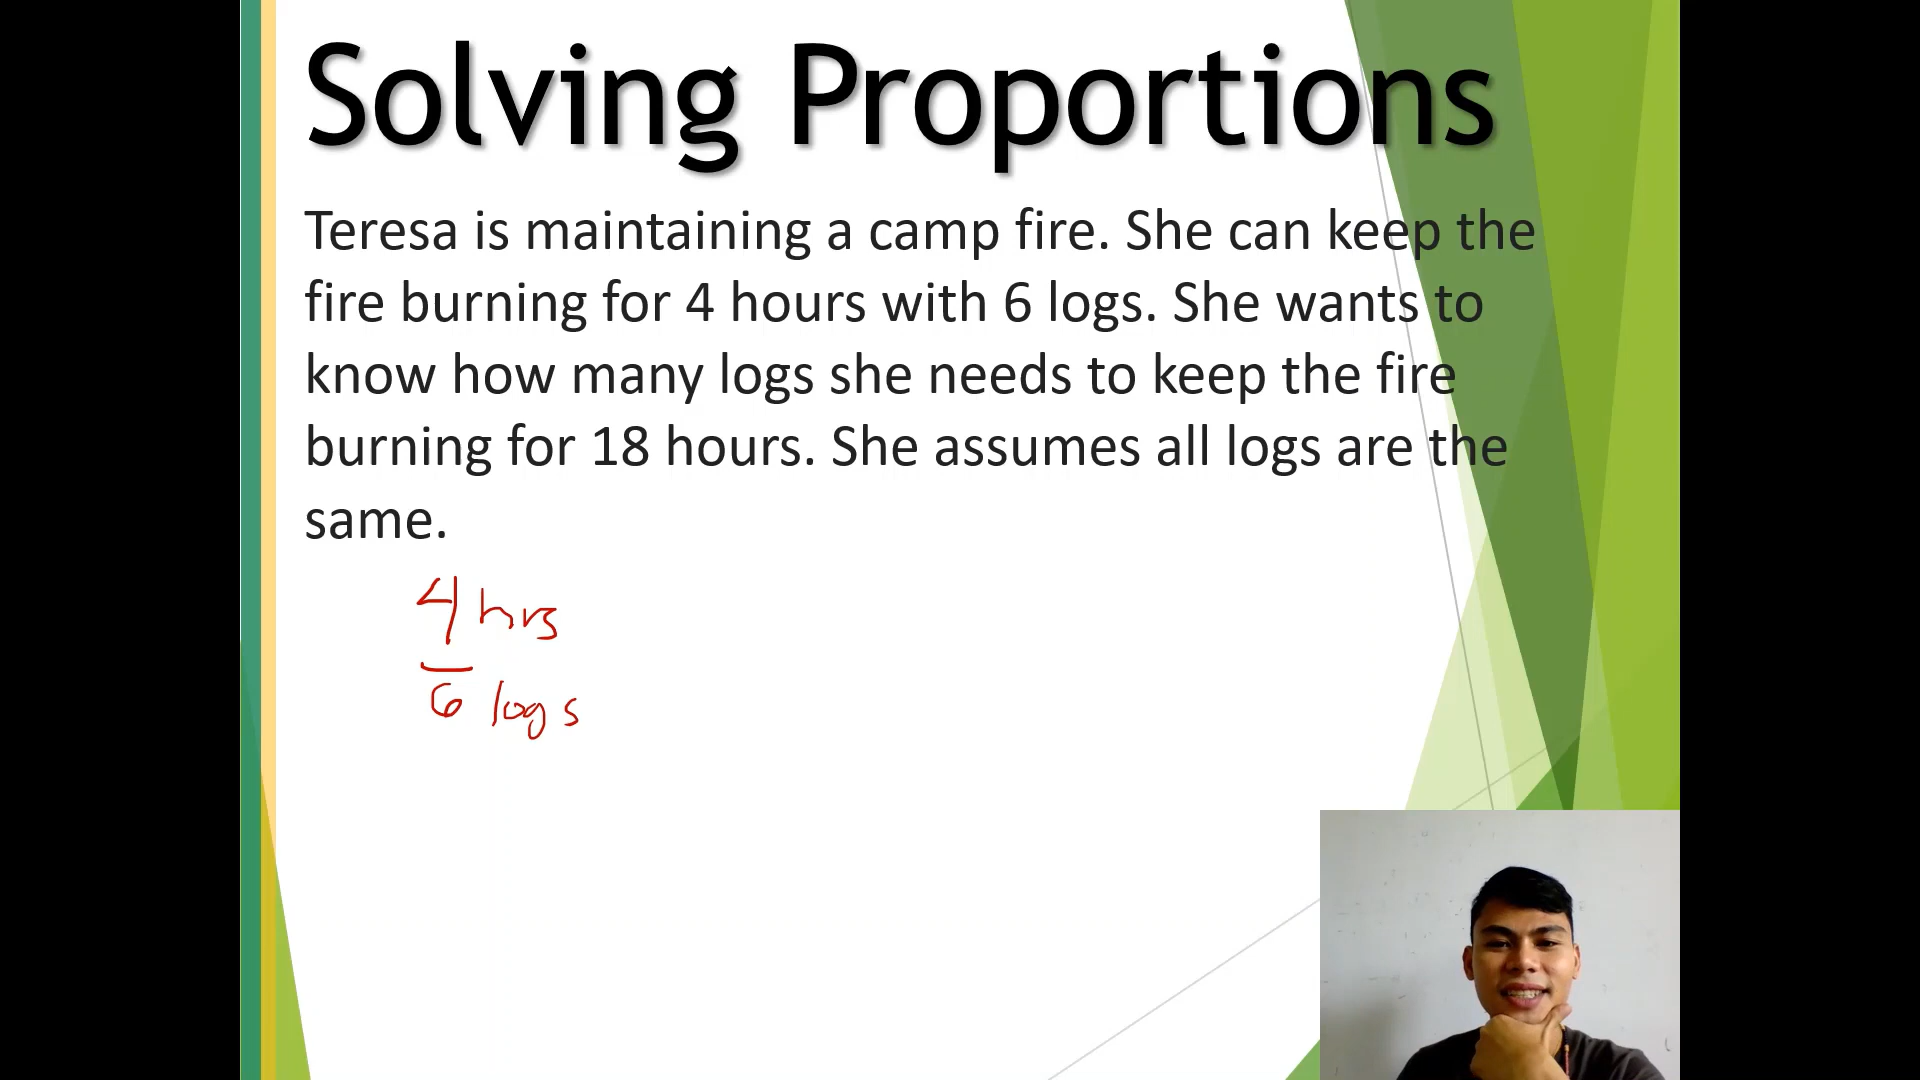 Solving Proportions
Teresa is maintaining a camp fire. She can keep the
fire burning for 4 hours with 6 logs. She wants to
know how many logs she needs to keep the fire
burning for 18 hours. She assumes all logs are the
same.
4 hrs
6 logs